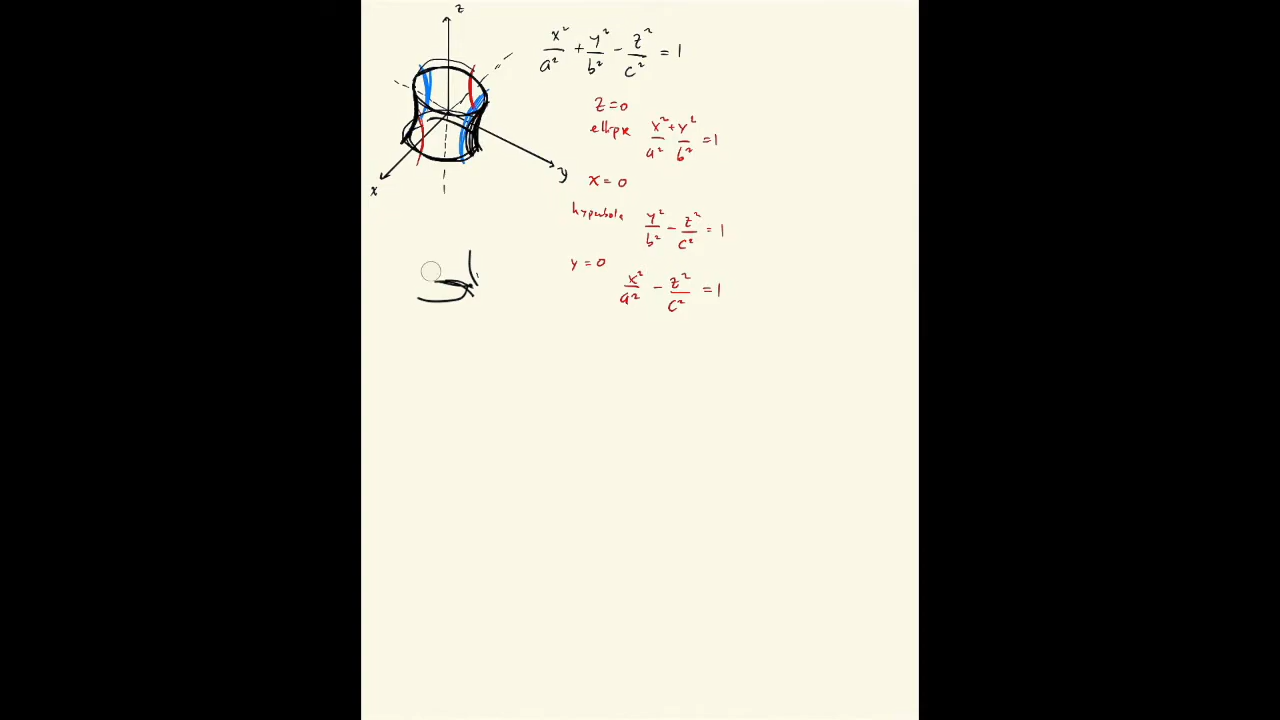 z
x²/a² + y²/b² - z²/c² = 1
z = 0
ellipse x²/a² + y²/b² = 1
y
x = 0
x
hyperbola y²/b² - z²/c² = 1
y = 0
x²/a² - z²/c² = 1